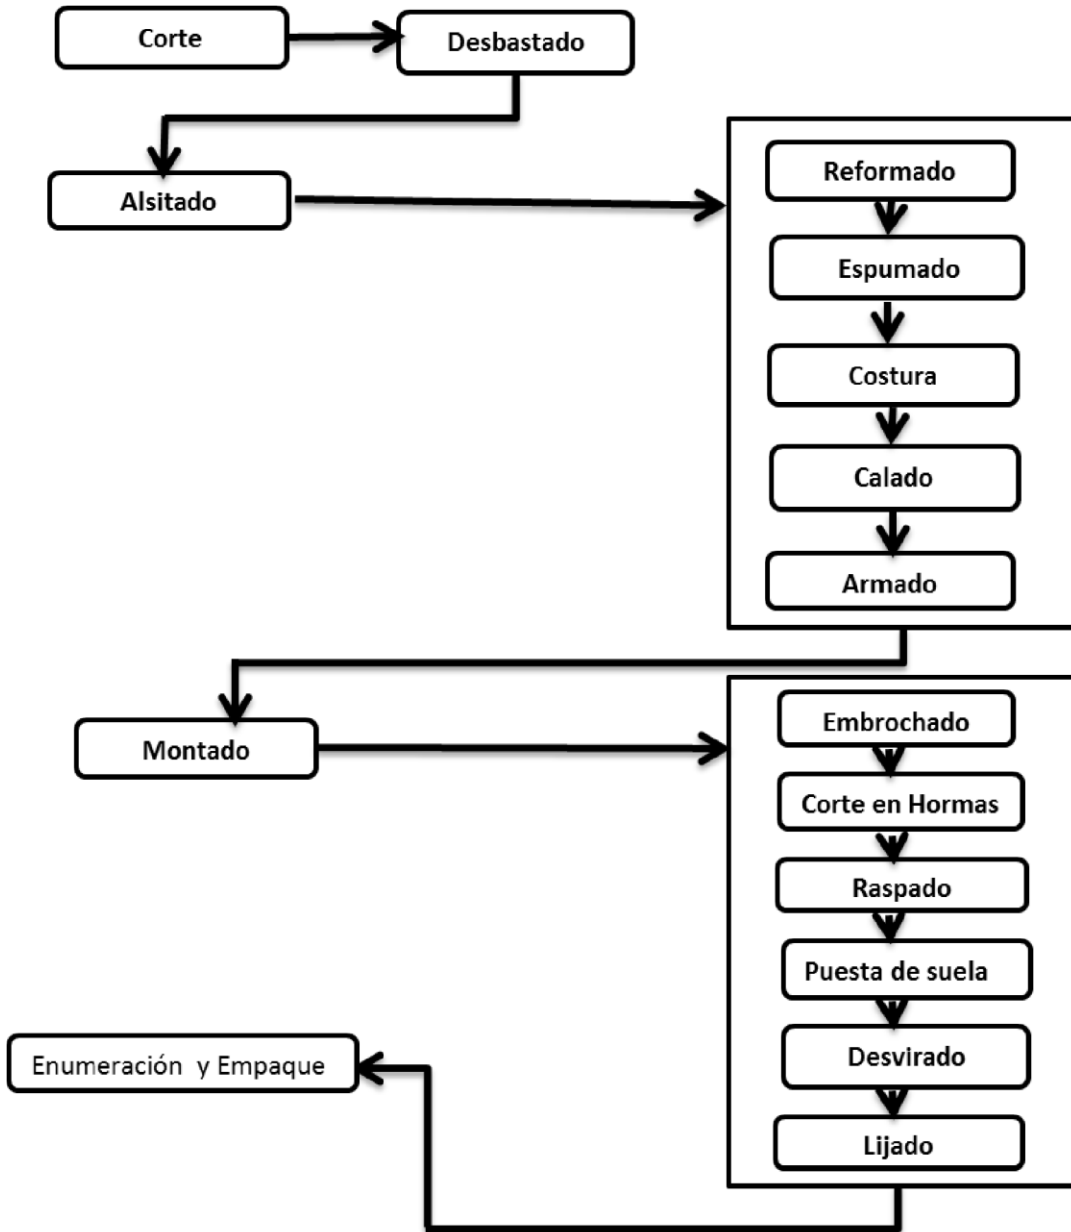 Corte
Desbastado
Alsitado
Reformado
Espumado
Costura
Calado
Armado
Montado
Embrochado
Corte en Hormas
Raspado
Puesta de suela
Desvirado
Lijado
Enumeración y Empaque